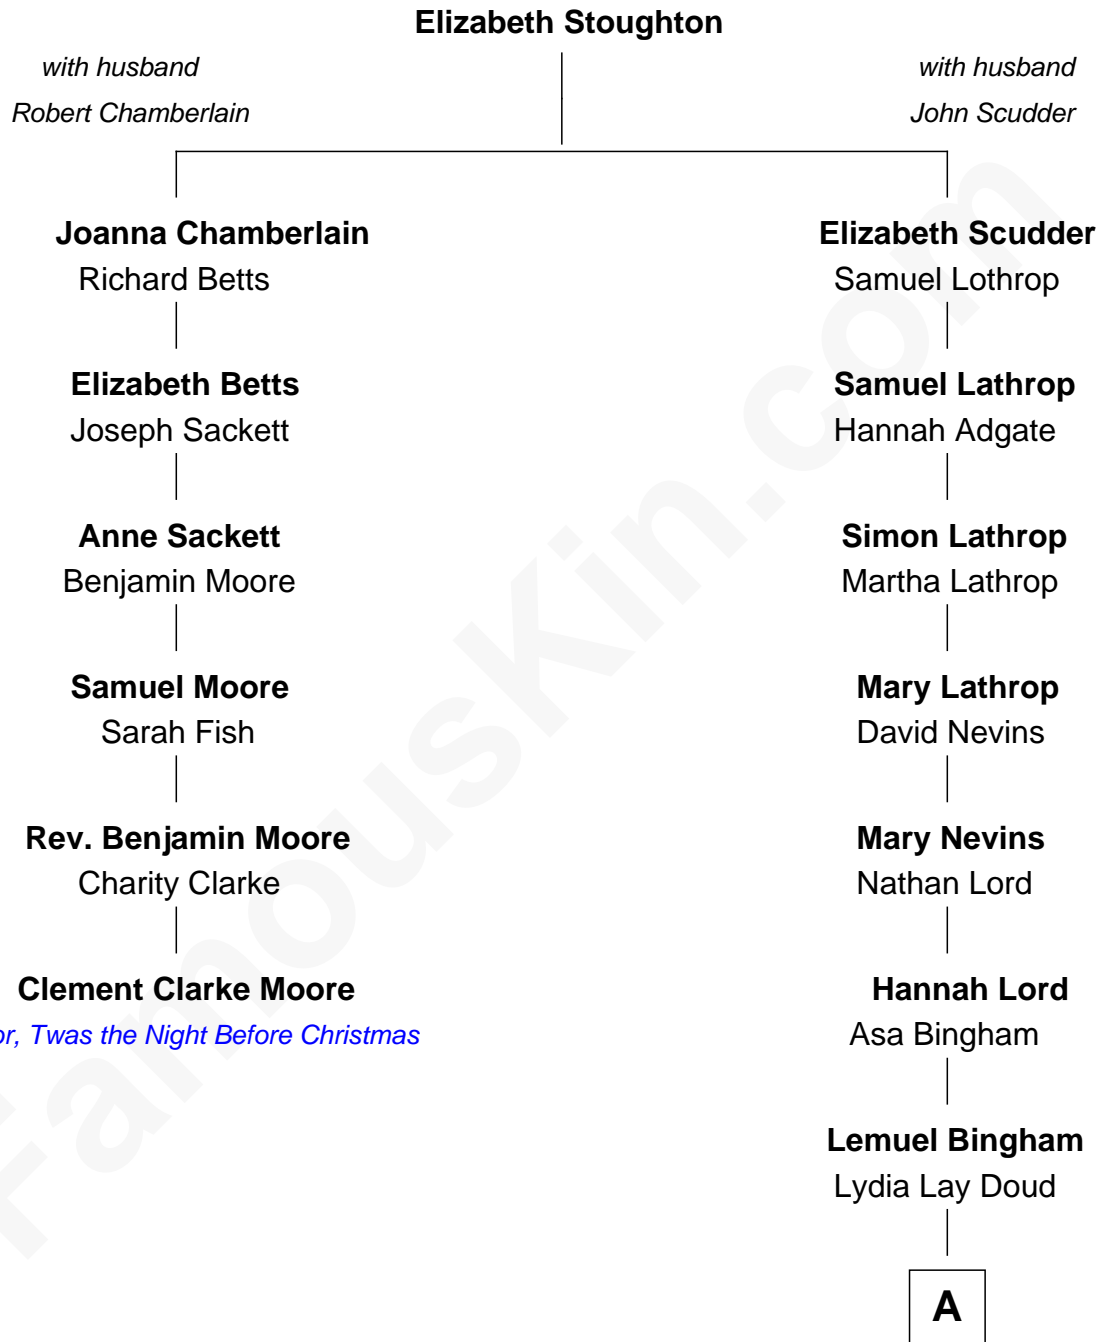 Elizabeth Stoughton
with husband
Robert Chamberlain
with husband
John Scudder
Joanna Chamberlain
Richard Betts
Elizabeth Scudder
Samuel Lothrop
Elizabeth Betts
Joseph Sackett
Samuel Lathrop
Hannah Adgate
Anne Sackett
Benjamin Moore
Simon Lathrop
Martha Lathrop
Samuel Moore
Sarah Fish
Mary Lathrop
David Nevins
Rev. Benjamin Moore
Charity Clarke
Mary Nevins
Nathan Lord
Clement Clarke Moore
or, Twas the Night Before Christmas
Hannah Lord
Asa Bingham
Lemuel Bingham
Lydia Lay Doud
A
FamousKin.com